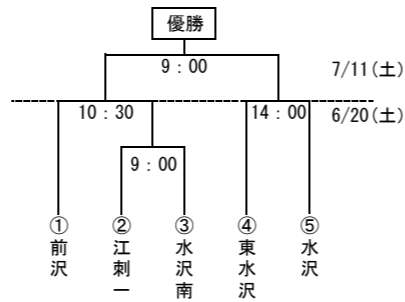 優勝
9：00
7/11(土)
10：30
14：00
6/20(土)
9：00
①前沢
②江刺一
③水沢南
④東水沢
⑤水沢